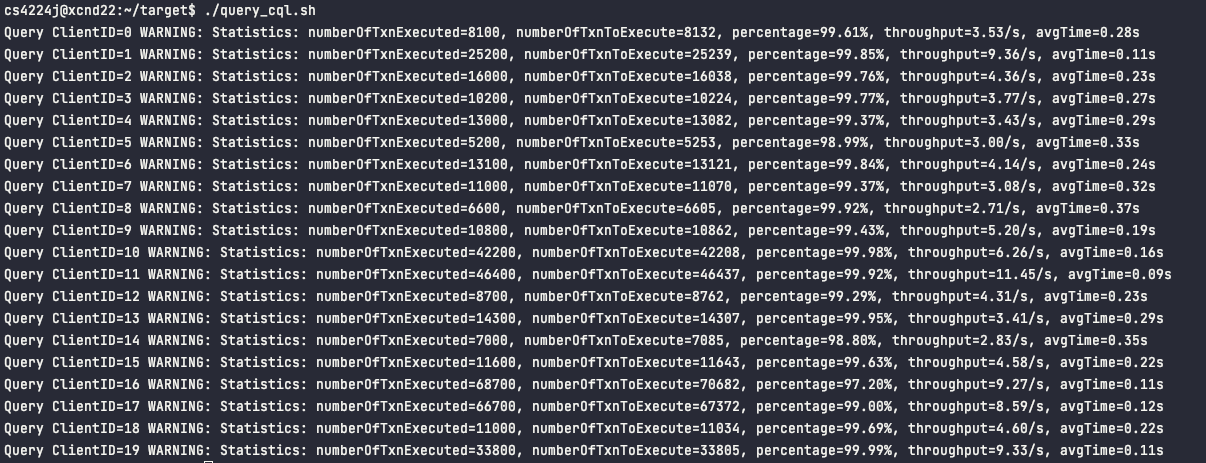 cs4224j@xcnd22:~/target$ ./query_cql.sh
Query ClientID=0 WARNING: Statistics: numberOfTxnExecuted=8100, numberOfTxnToExecute=8132, percentage=99.61%, throughput=3.53/s, avgTime=0.28s
Query ClientID=1 WARNING: Statistics: numberOfTxnExecuted=25200, numberOfTxnToExecute=25239, percentage=99.85%, throughput=9.36/s, avgTime=0.11s
Query ClientID=2 WARNING: Statistics: numberOfTxnExecuted=16000, numberOfTxnToExecute=16038, percentage=99.76%, throughput=4.36/s, avgTime=0.23s
Query ClientID=3 WARNING: Statistics: numberOfTxnExecuted=10200, numberOfTxnToExecute=10224, percentage=99.77%, throughput=3.77/s, avgTime=0.27s
Query ClientID=4 WARNING: Statistics: numberOfTxnExecuted=13000, numberOfTxnToExecute=13082, percentage=99.37%, throughput=3.43/s, avgTime=0.29s
Query ClientID=5 WARNING: Statistics: numberOfTxnExecuted=5200, numberOfTxnToExecute=5253, percentage=98.99%, throughput=3.00/s, avgTime=0.33s
Query ClientID=6 WARNING: Statistics: numberOfTxnExecuted=13100, numberOfTxnToExecute=13121, percentage=99.84%, throughput=4.14/s, avgTime=0.24s
Query ClientID=7 WARNING: Statistics: numberOfTxnExecuted=11000, numberOfTxnToExecute=11070, percentage=99.37%, throughput=3.08/s, avgTime=0.32s
Query ClientID=8 WARNING: Statistics: numberOfTxnExecuted=6600, numberOfTxnToExecute=6605, percentage=99.92%, throughput=2.71/s, avgTime=0.37s
Query ClientID=9 WARNING: Statistics: numberOfTxnExecuted=10800, numberOfTxnToExecute=10862, percentage=99.43%, throughput=5.20/s, avgTime=0.19s
Query ClientID=10 WARNING: Statistics: numberOfTxnExecuted=42200, numberOfTxnToExecute=42208, percentage=99.98%, throughput=6.26/s, avgTime=0.16s
Query ClientID=11 WARNING: Statistics: numberOfTxnExecuted=46400, numberOfTxnToExecute=46437, percentage=99.92%, throughput=11.45/s, avgTime=0.09s
Query ClientID=12 WARNING: Statistics: numberOfTxnExecuted=8700, numberOfTxnToExecute=8762, percentage=99.29%, throughput=4.31/s, avgTime=0.23s
Query ClientID=13 WARNING: Statistics: numberOfTxnExecuted=14300, numberOfTxnToExecute=14307, percentage=99.95%, throughput=3.41/s, avgTime=0.29s
Query ClientID=14 WARNING: Statistics: numberOfTxnExecuted=7000, numberOfTxnToExecute=7085, percentage=98.80%, throughput=2.83/s, avgTime=0.35s
Query ClientID=15 WARNING: Statistics: numberOfTxnExecuted=11600, numberOfTxnToExecute=11643, percentage=99.63%, throughput=4.58/s, avgTime=0.22s
Query ClientID=16 WARNING: Statistics: numberOfTxnExecuted=68700, numberOfTxnToExecute=70682, percentage=97.20%, throughput=9.27/s, avgTime=0.11s
Query ClientID=17 WARNING: Statistics: numberOfTxnExecuted=66700, numberOfTxnToExecute=67372, percentage=99.00%, throughput=8.59/s, avgTime=0.12s
Query ClientID=18 WARNING: Statistics: numberOfTxnExecuted=11000, numberOfTxnToExecute=11034, percentage=99.69%, throughput=4.60/s, avgTime=0.22s
Query ClientID=19 WARNING: Statistics: numberOfTxnExecuted=33800, numberOfTxnToExecute=33805, percentage=99.99%, throughput=9.33/s, avgTime=0.11s